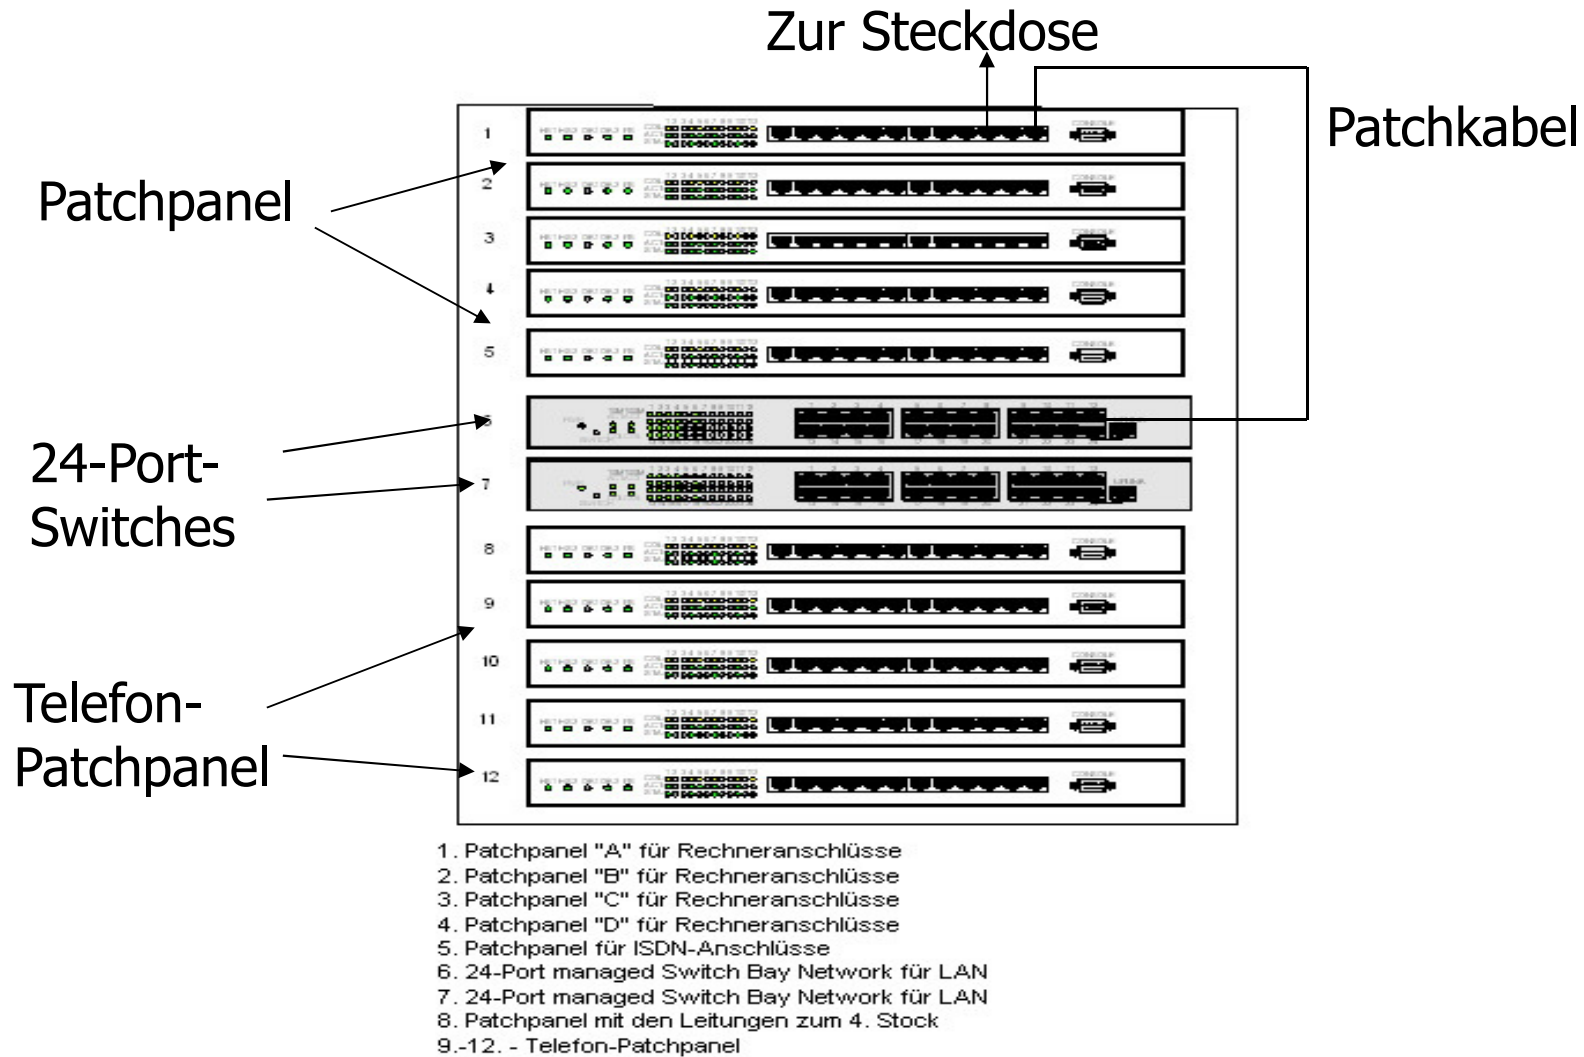 Zur Steckdose
Patchkabel
Patchpanel
24-Port-
Switches
Telefon-
Patchpanel
1
2
3
4
5
6
7
8
9
10
11
12
1. Patchpanel "A" für Rechneranschlüsse
2. Patchpanel "B" für Rechneranschlüsse
3. Patchpanel "C" für Rechneranschlüsse
4. Patchpanel "D" für Rechneranschlüsse
5. Patchpanel für ISDN-Anschlüsse
6. 24-Port managed Switch Bay Network für LAN
7. 24-Port managed Switch Bay Network für LAN
8. Patchpanel mit den Leitungen zum 4. Stock
9.-12. - Telefon-Patchpanel